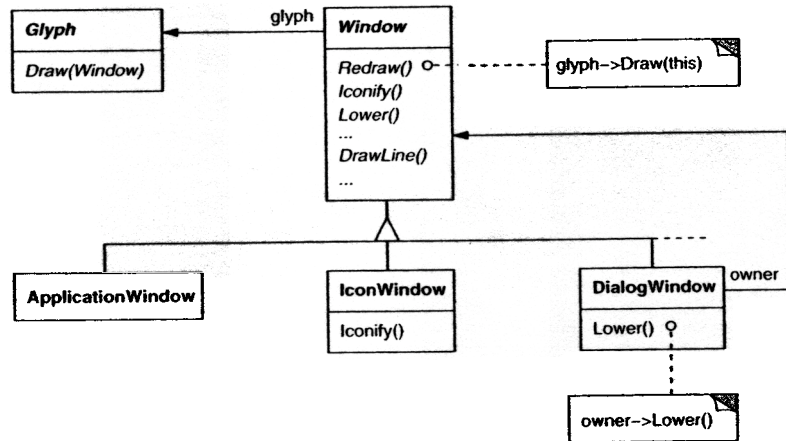 glyph
Glyph
Draw(Window)
Window
Redraw()
Iconify()
Lower()
...
DrawLine()
...
glyph->Draw(this)
ApplicationWindow
IconWindow
Iconify()
DialogWindow
Lower()
owner
owner->Lower()